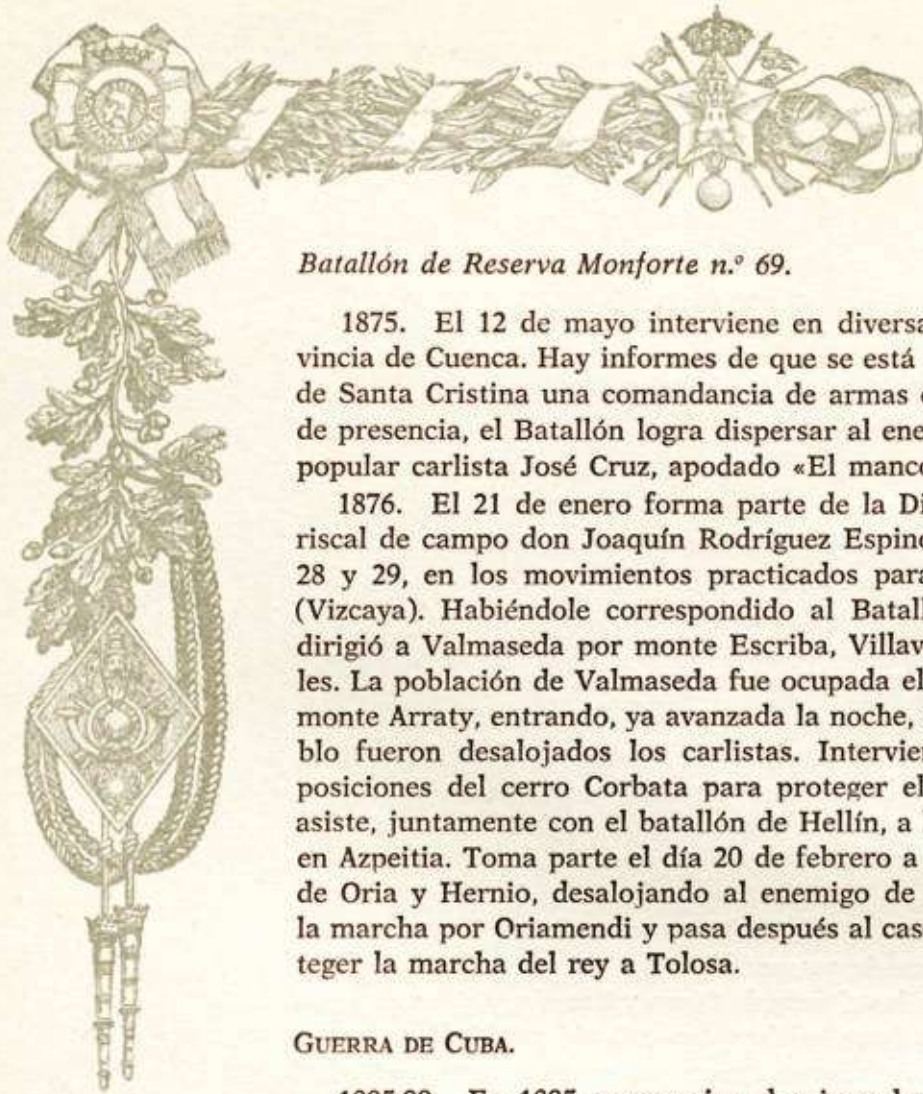 Batallón de Reserva Monforte n.º 69.
1875. El 12 de mayo interviene en diversa
vincia de Cuenca. Hay informes de que se está
de Santa Cristina una comandancia de armas
de presencia, el Batallón logra dispersar al ene
popular carlista José Cruz, apodado «El manco
1876. El 21 de enero forma parte de la Di
riscal de campo don Joaquín Rodríguez Espino
28 y 29, en los movimientos practicados para
(Vizcaya). Habiéndole correspondido al Batall
dirigió a Valmaseda por monte Escriba, Villav
les. La población de Valmaseda fue ocupada el
monte Arraty, entrando, ya avanzada la noche,
blo fueron desalojados los carlistas. Intervien
posiciones del cerro Corbata para proteger el
asiste, juntamente con el batallón de Hellín, a
en Azpeitia. Toma parte el día 20 de febrero a
de Oria y Hernio, desalojando al enemigo de
la marcha por Oriamendi y pasa después al cas
teger la marcha del rey a Tolosa.
GUERRA DE CUBA.